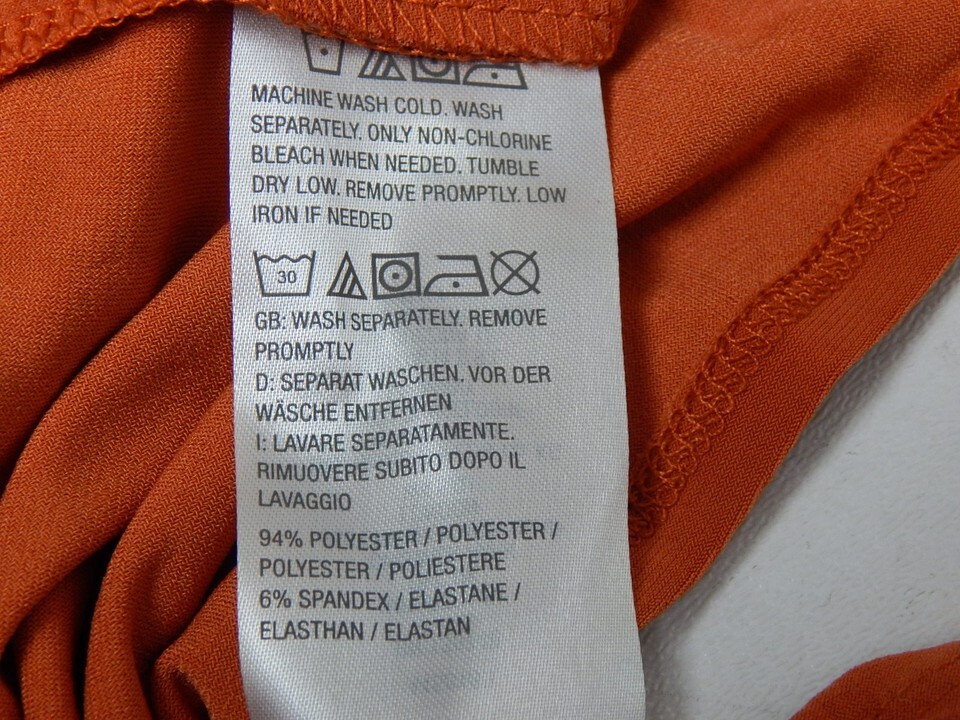 MACHINE WASH COLD. WASH
SEPARATELY. ONLY NON-CHLORINE
BLEACH WHEN NEEDED. TUMBLE
DRY LOW. REMOVE PROMPTLY. LOW
IRON IF NEEDED
30
GB: WASH SEPARATELY. REMOVE
PROMPTLY
D: SEPARAT WASCHEN. VOR DER
WÄSCHE ENTFERNEN
I: LAVARE SEPARATAMENTE.
RIMUOVERE SUBITO DOPO IL
LAVAGGIO
94% POLYESTER / POLYESTER /
POLYESTER / POLIESTERE
6% SPANDEX / ELASTANE /
ELASTHAN / ELASTAN